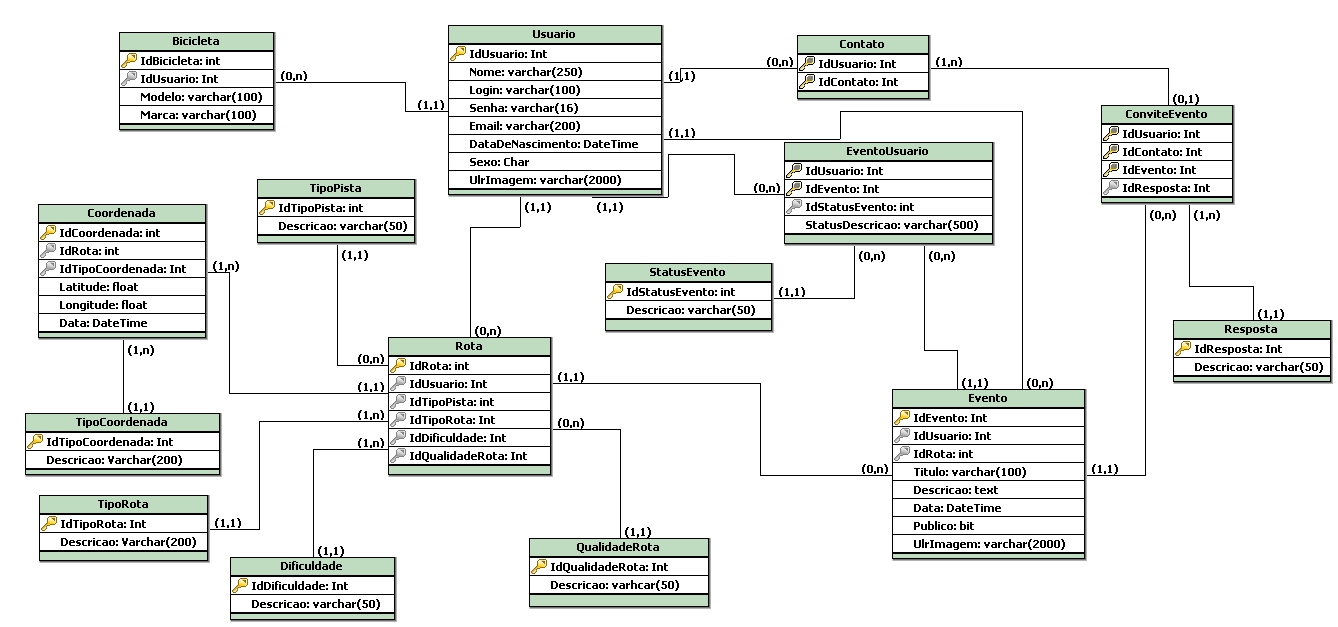 Bicicleta
IdBicicleta: int
IdUsuario: Int
Modelo: varchar(100)
Marca: varchar(100)
(0,n)
(1,1)
Usuario
IdUsuario: Int
Nome: varchar(250)
Login: varchar(100)
Senha: varchar(16)
Email: varchar(200)
DataDeNascimento: DateTime
Sexo: Char
UlrImagem: varchar(2000)
(1,1)
(0,n)
Contato
IdUsuario: Int
IdContato: Int
(1,n)
(0,1)
ConviteEvento
IdUsuario: Int
IdContato: Int
IdEvento: Int
IdResposta: Int
(0,n)
(1,n)
(1,1)
(1,1)
(1,1)
(0,n)
EventoUsuario
IdUsuario: Int
IdEvento: Int
IdStatusEvento: int
StatusDescricao: varchar(500)
(0,n)
(0,n)
TipoPista
IdTipoPista: int
Descricao: varchar(50)
(1,1)
Coordenada
IdCoordenada: int
IdRota: int
IdTipoCoordenada: Int
Latitude: float
Longitude: float
Data: DateTime
(1,n)
(1,n)
StatusEvento
IdStatusEvento: int
Descricao: varchar(50)
(1,1)
(1,1)
Resposta
IdResposta: Int
Descricao: varchar(50)
(0,n)
Rota
IdRota: int
IdUsuario: Int
IdTipoPista: int
IdTipoRota: Int
IdDificuldade: Int
IdQualidadeRota: Int
(0,n)
(1,1)
(1,n)
(1,n)
(1,1)
(0,n)
(1,1)
(0,n)
Evento
IdEvento: Int
IdUsuario: Int
IdRota: int
Titulo: varchar(100)
Descricao: text
Data: DateTime
Publico: bit
UlrImagem: varchar(2000)
(0,n)
(1,1)
(1,1)
TipoCoordenada
IdTipoCoordenada: Int
Descricao: Varchar(200)
TipoRota
IdTipoRota: Int
Descricao: Varchar(200)
(1,1)
(1,1)
Dificuldade
IdDificuldade: Int
Descricao: varchar(50)
(1,1)
QualidadeRota
IdQualidadeRota: Int
Descricao: varhcar(50)